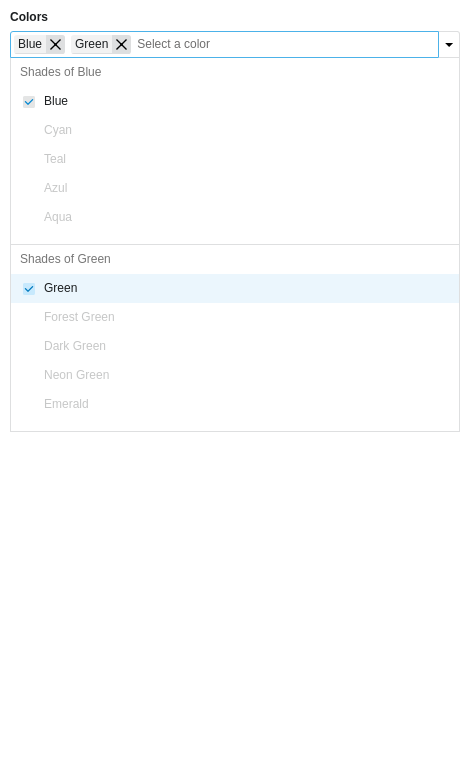 Colors
Blue Green Select a color
Shades of Blue
Blue
Cyan
Teal
Azul
Aqua
Shades of Green
Green
Forest Green
Dark Green
Neon Green
Emerald